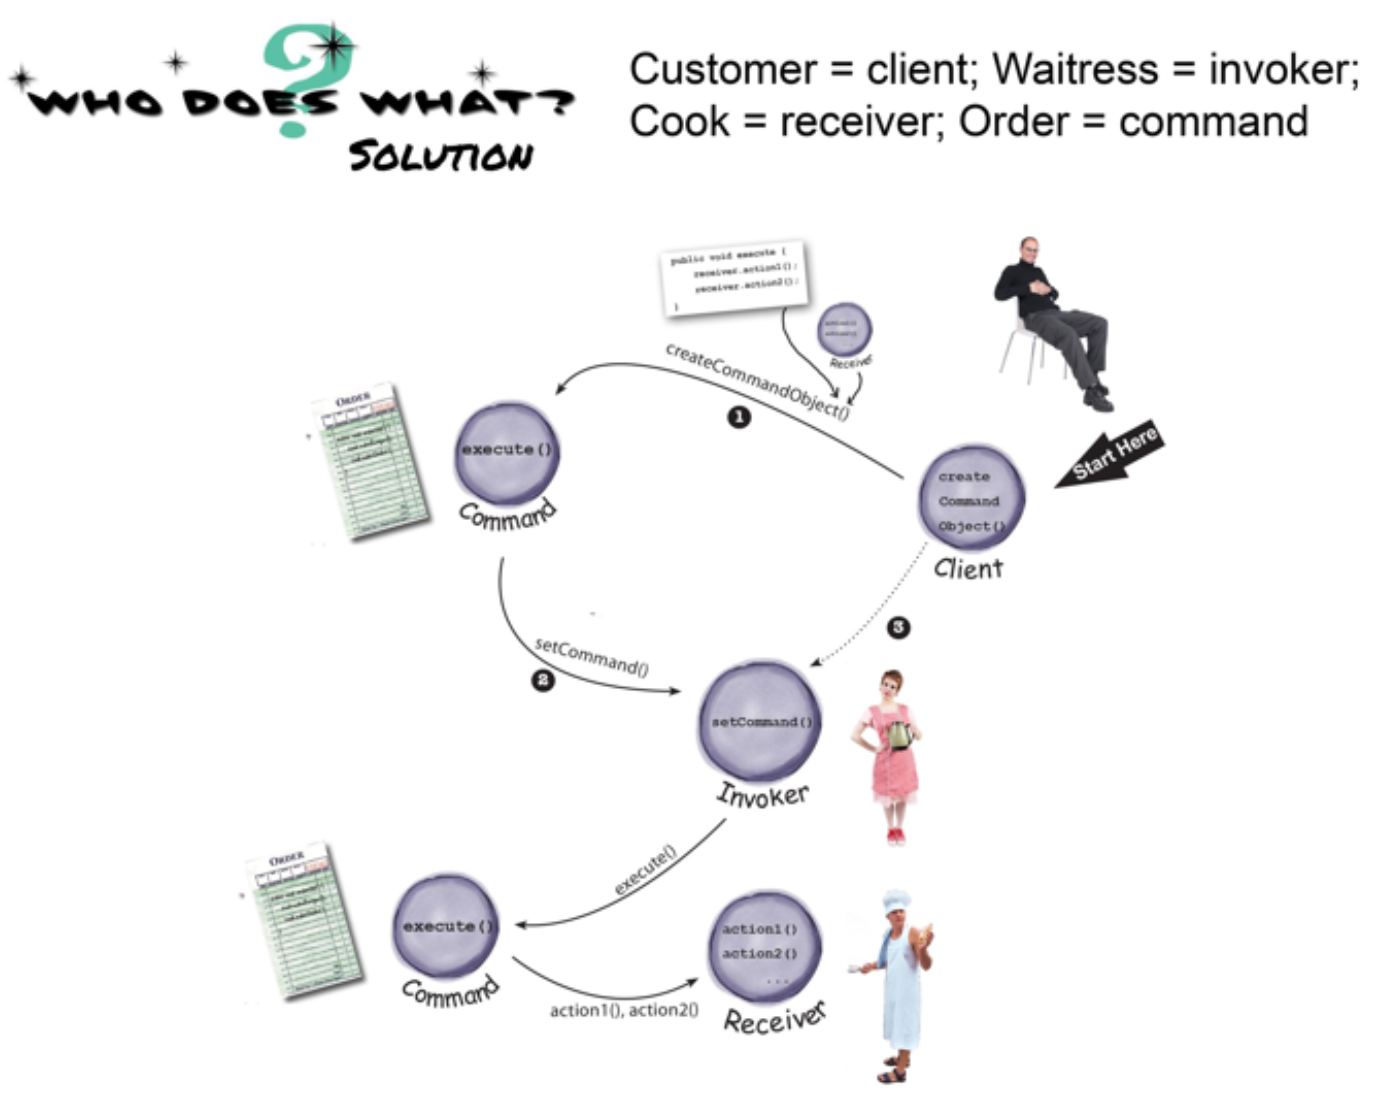 WHO DOES WHAT?
?
SOLUTION
Customer = client; Waitress = invoker;
Cook = receiver; Order = command
public void execute {
receiver.action1();
receiver.action2();
}
action1()
action2()
Receiver
createCommandObject()
1
ORDER
execute()
Command
Start Here
create
Command
Object()
Client
3
setCommand()
2
setCommand()
Invoker
execute()
ORDER
execute()
Command
action1()
action2()
...
action1(), action2()
Receiver